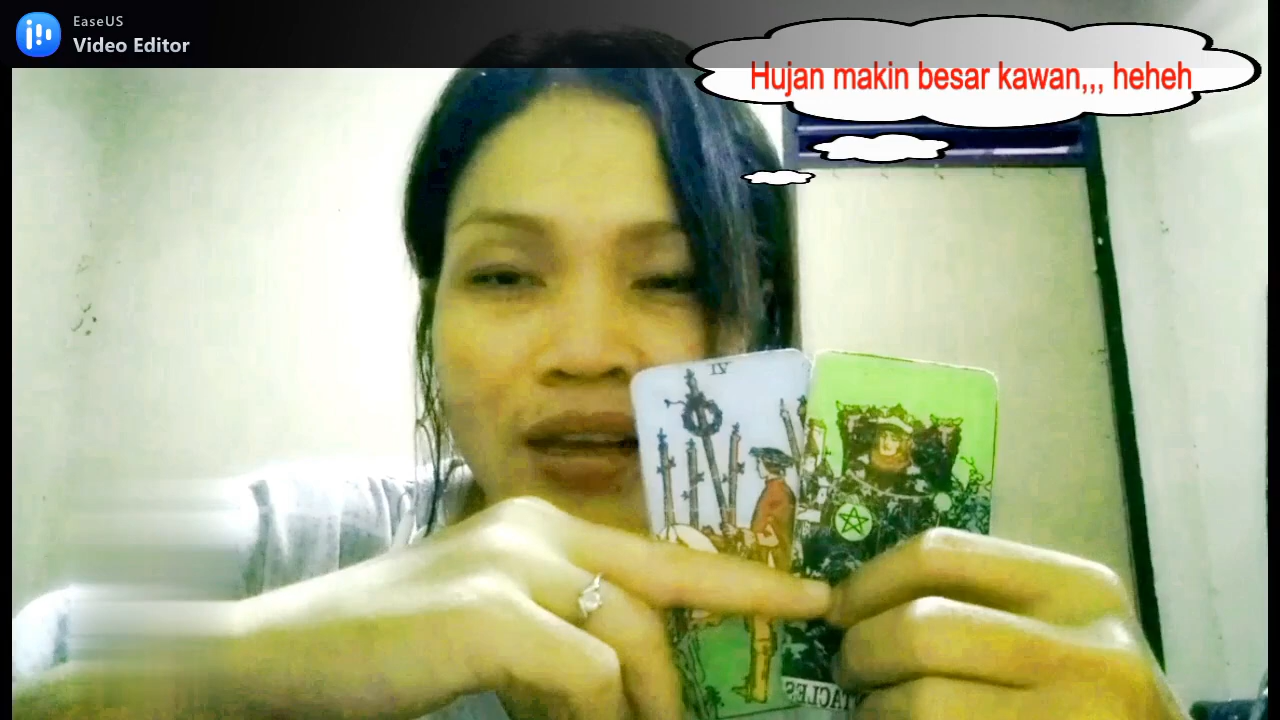 EaseUS
Video Editor
Hujan makin besar kawan,,, heheh
VI
TACLES